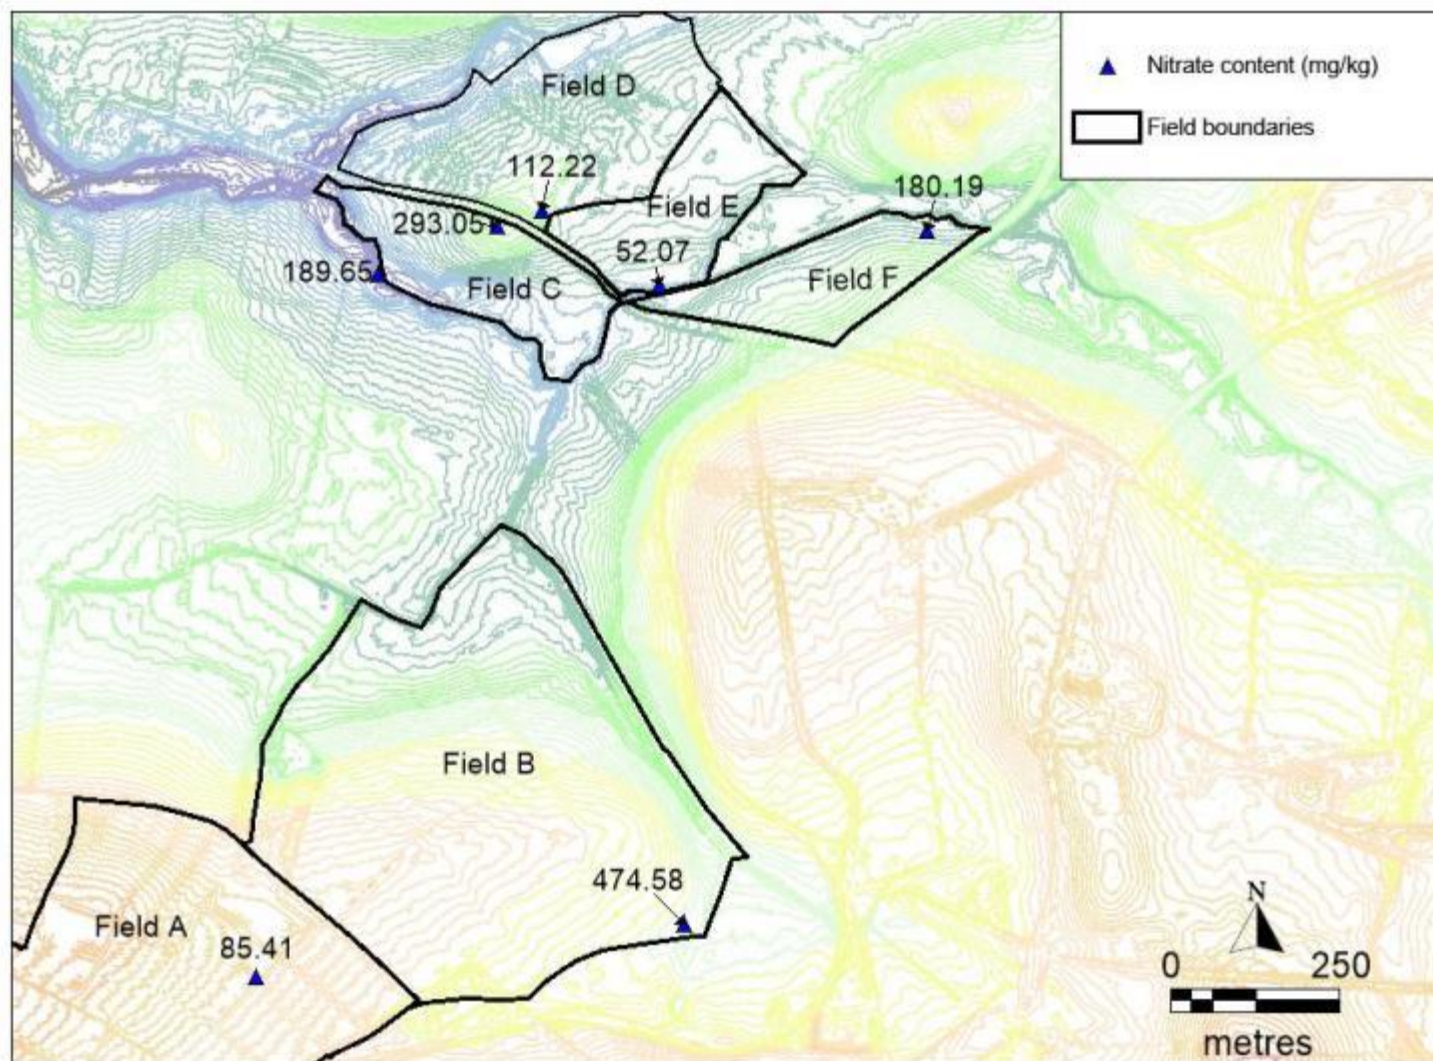 Nitrate content (mg/kg)
Field boundaries
Field D
112.22
180.19
Field E
293.05
52.07
189.65
Field C
Field F
Field B
474.58
Field A
85.41
N
0 250
metres